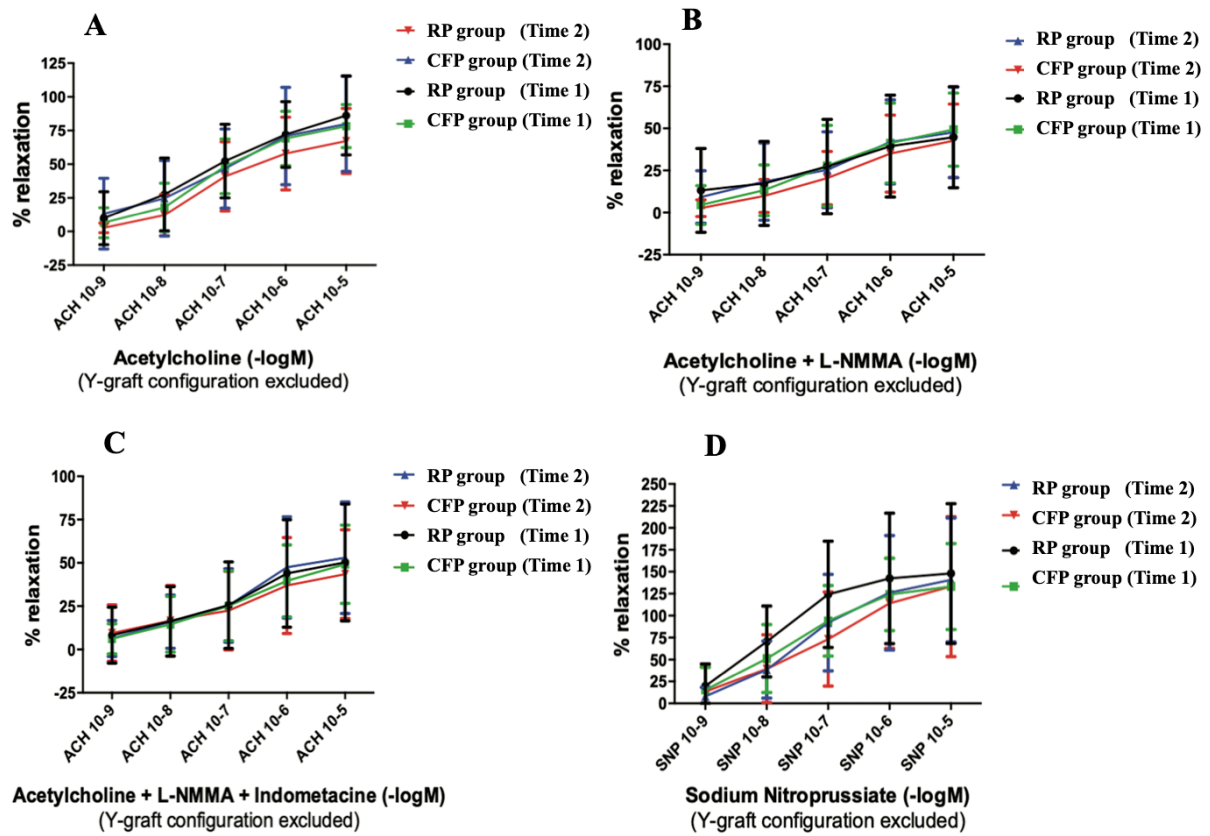 A
RP group (Time 2)
CFP group (Time 2)
RP group (Time 1)
CFP group (Time 1)
% relaxation
125
100
75
50
25
0
-25
ACH 10-9
ACH 10-8
ACH 10-7
ACH 10-6
ACH 10-5
Acetylcholine (-logM)
(Y-graft configuration excluded)
B
RP group (Time 2)
CFP group (Time 2)
RP group (Time 1)
CFP group (Time 1)
% relaxation
100
75
50
25
0
-25
ACH 10-9
ACH 10-8
ACH 10-7
ACH 10-6
ACH 10-5
Acetylcholine + L-NMMA (-logM)
(Y-graft configuration excluded)
C
RP group (Time 2)
CFP group (Time 2)
RP group (Time 1)
CFP group (Time 1)
% relaxation
100
75
50
25
0
-25
ACH 10-9
ACH 10-8
ACH 10-7
ACH 10-6
ACH 10-5
Acetylcholine + L-NMMA + Indometacine (-logM)
(Y-graft configuration excluded)
D
RP group (Time 2)
CFP group (Time 2)
RP group (Time 1)
CFP group (Time 1)
% relaxation
250
225
200
175
150
125
100
75
50
25
0
SNP 10-9
SNP 10-8
SNP 10-7
SNP 10-6
SNP 10-5
Sodium Nitroprussiate (-logM)
(Y-graft configuration excluded)